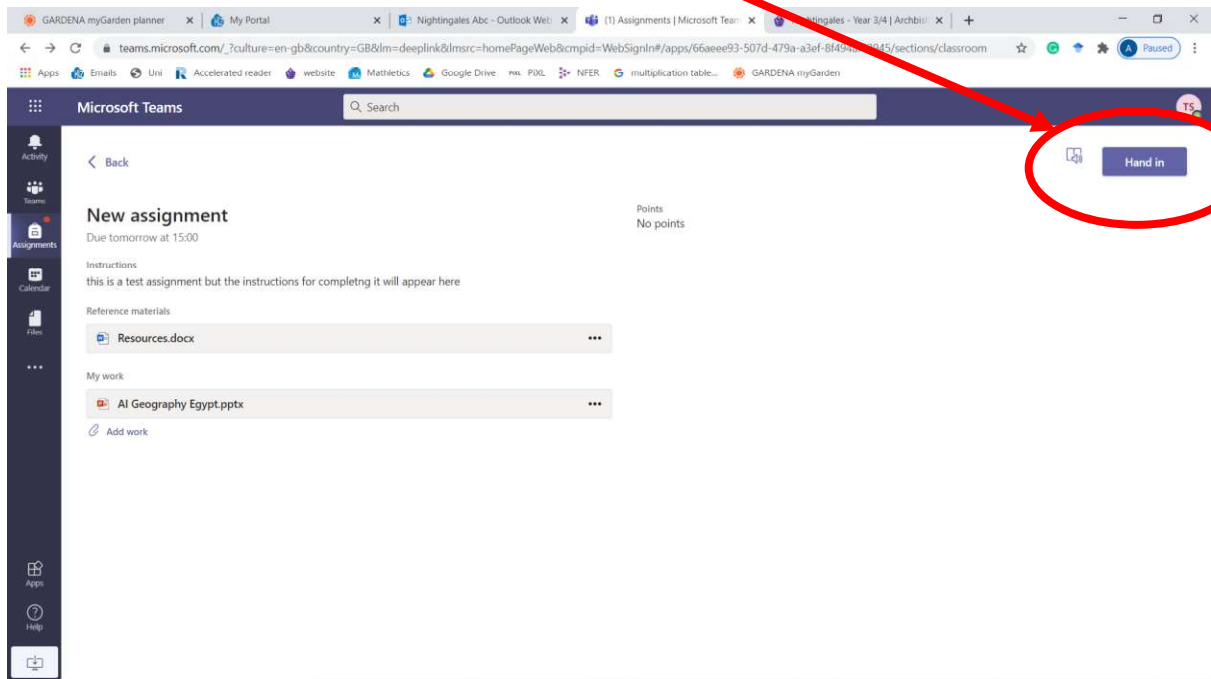 GARDENA myGarden planner
My Portal
Nightingales Abc - Outlook Web
(1) Assignments | Microsoft Team
tingales - Year 3/4 | Archbis
teams.microsoft.com/_?culture=en-gb&country=GB&lm=deeplink&lmsrc=homePageWeb&cmpid=WebSignIn#/apps/66aeee93-507d-479a-a3ef-8f494 945/sections/classroom
A Paused
Apps Emails Uni Accelerated reader website Mathletics Google Drive PIXL PiXL NFER multiplication table... GARDENA myGarden
Microsoft Teams
Search
TS
Activity
Teams
Assignments
Calendar
Files
Apps
Help
Back
Hand in
New assignment
Due tomorrow at 15:00
Points
No points
Instructions
this is a test assignment but the instructions for completng it will appear here
Reference materials
Resources.docx
My work
AI Geography Egypt.pptx
Add work